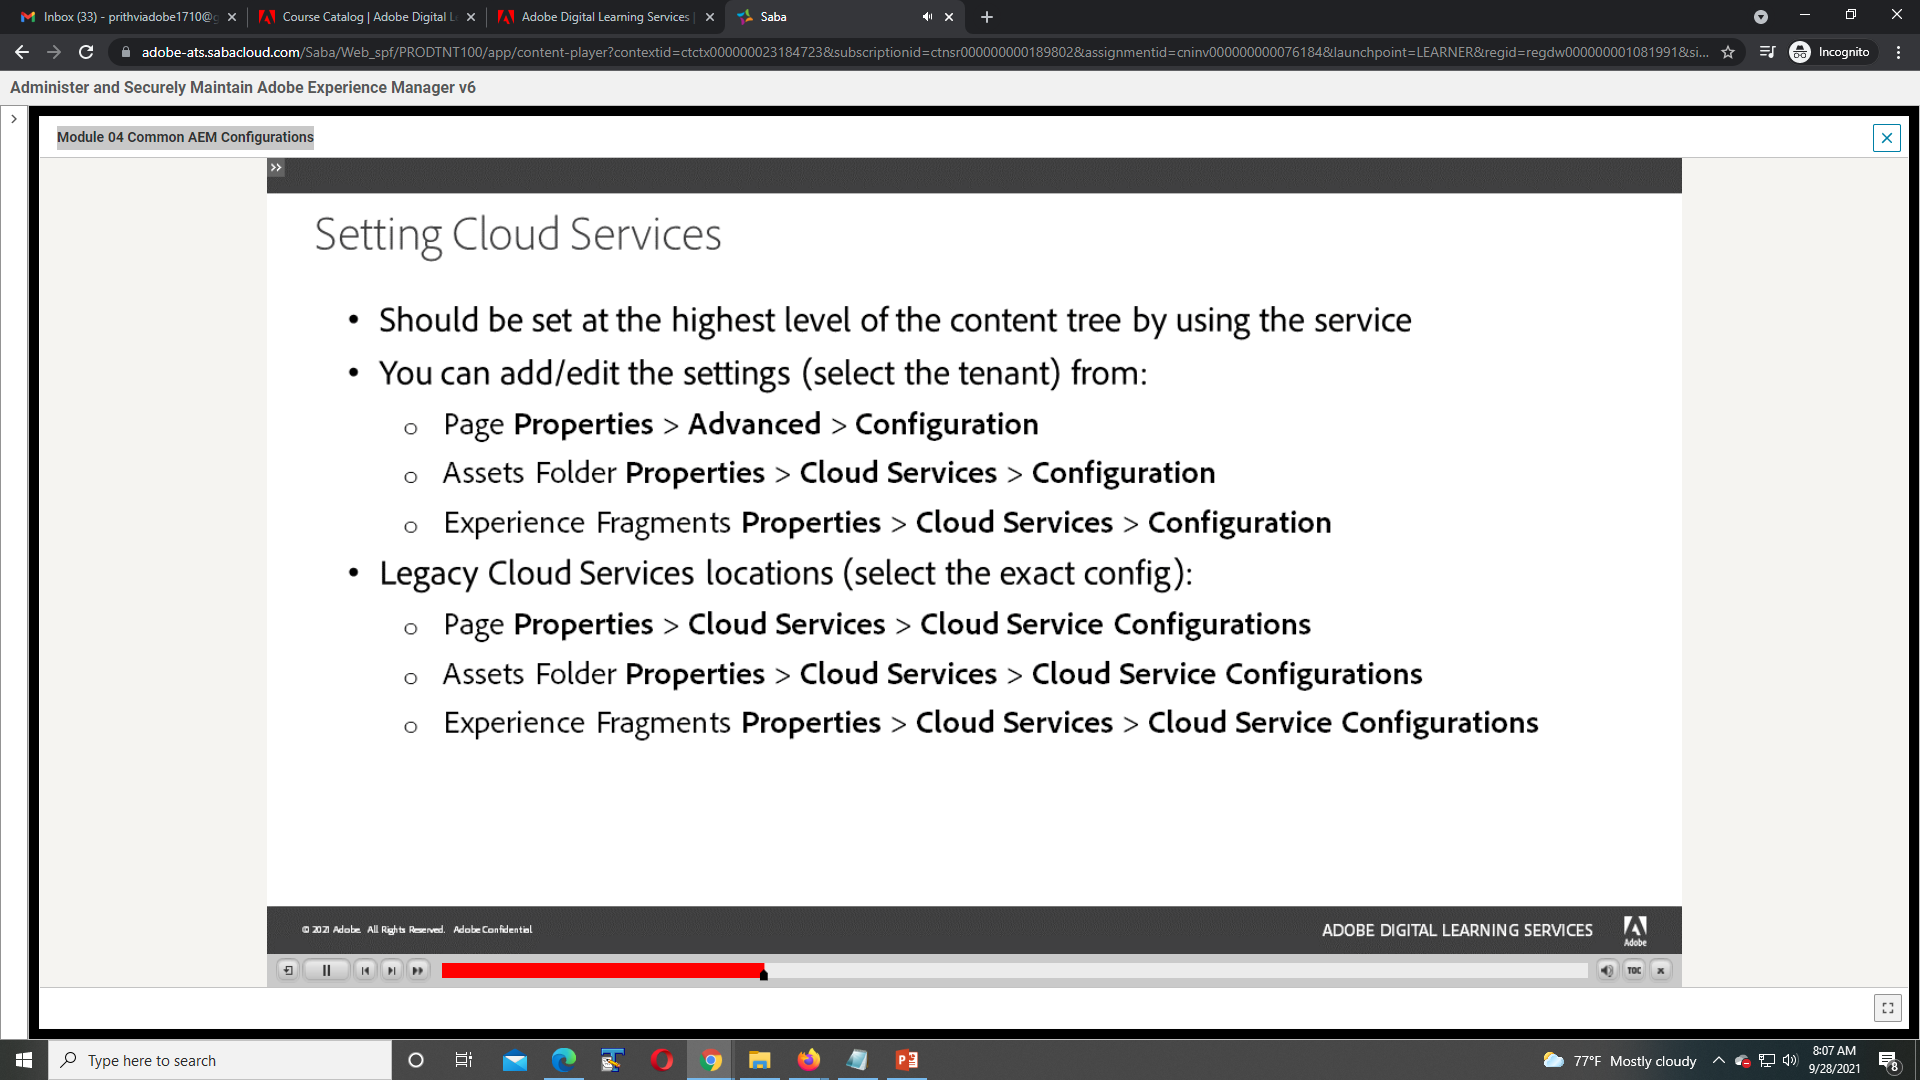 Inbox (33) - prithviadobe1710@g
Course Catalog | Adobe Digital L
Adobe Digital Learning Services
Saba
adobe-ats.sabacloud.com/Saba/Web_spf/PRODTNT100/app/content-player?contextid=ctctx000000023184723&subscriptionid=ctnsr0000000000189802&assignmentid=cninv000000000076184&launchpoint=LEARNER&regid=regdw000000001081991&si...
Incognito
Administer and Securely Maintain Adobe Experience Manager v6
Module 04 Common AEM Configurations
Setting Cloud Services
• Should be set at the highest level of the content tree by using the service
• You can add/edit the settings (select the tenant) from:
o Page Properties > Advanced > Configuration
o Assets Folder Properties > Cloud Services > Configuration
o Experience Fragments Properties > Cloud Services > Configuration
• Legacy Cloud Services locations (select the exact config):
o Page Properties > Cloud Services > Cloud Service Configurations
o Assets Folder Properties > Cloud Services > Cloud Service Configurations
o Experience Fragments Properties > Cloud Services > Cloud Service Configurations
© 2021 Adobe. All Rights Reserved. Adobe Confidential
ADOBE DIGITAL LEARNING SERVICES
Adobe
TOC
Type here to search
77°F Mostly cloudy
8:07 AM
9/28/2021
8